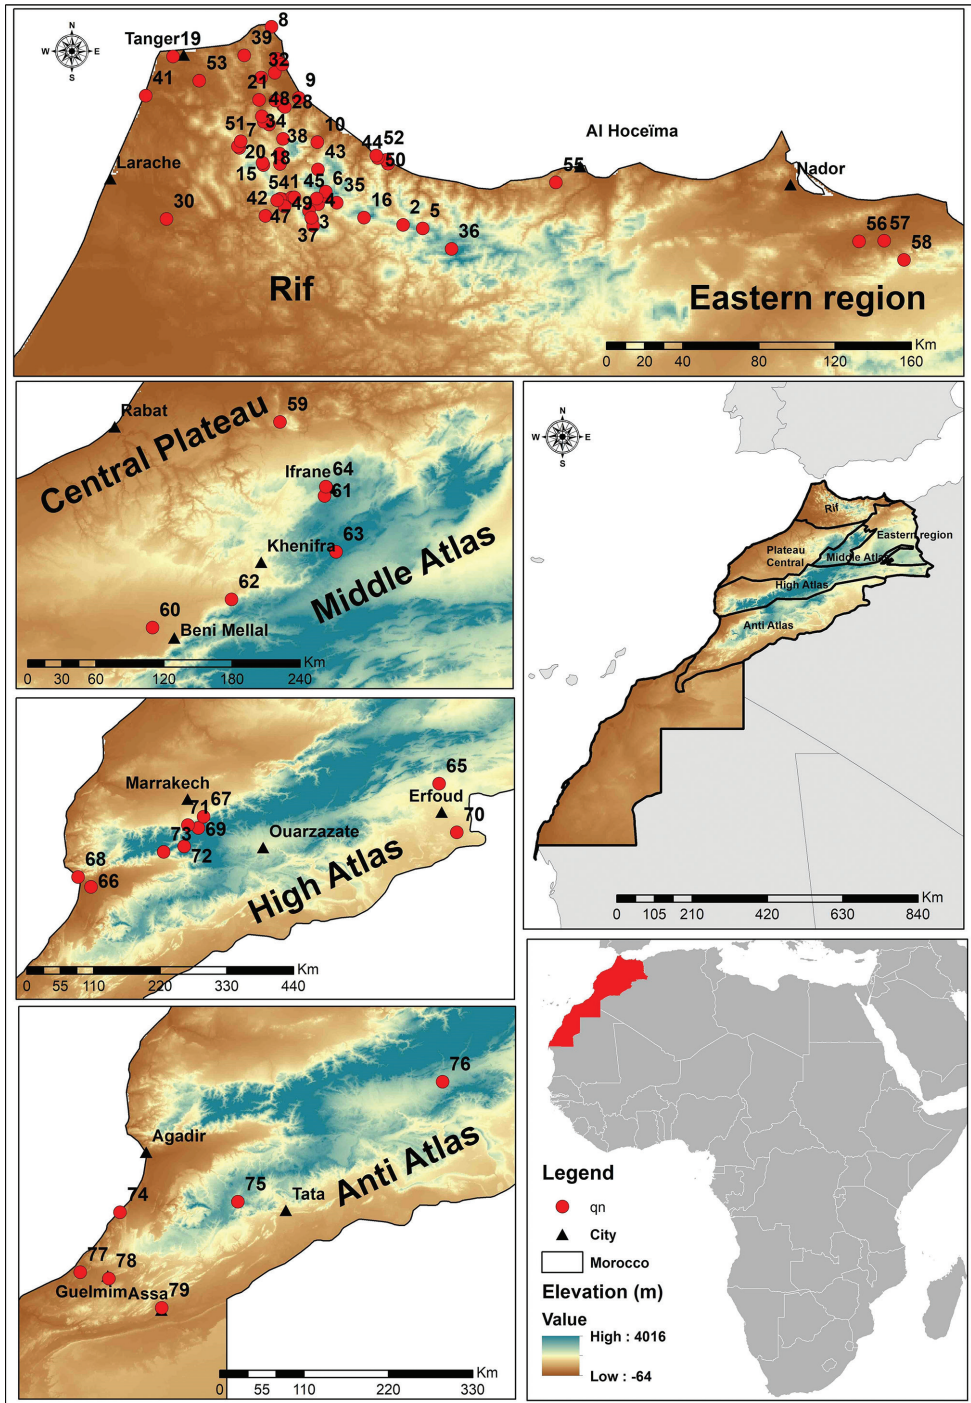 8
N
W E
S
Tanger 19
39
53
32
41
21
9
48
28
34
51
7
10
38
44
52
Al Hoceïma
43
50
20
18
Larache
15
55
Nador
54
1
45
6
35
42
49
4
30
16
2
5
47
3
37
36
56
57
58
Rif
Eastern region
Km
0 20 40 80 120 160
Rabat
59
Central Plateau
Ifrane
64
61
Khenifra
63
62
Middle Atlas
60
Beni Mellal
Km
0 30 60 120 180 240
N
W E
S
Rif
Eastern region
Plateau
Central
Middle Atlas
High Atlas
Anti Atlas
Km
0 105 210 420 630 840
Marrakech
65
71
67
Erfoud
70
73
69
Ouarzazate
72
68
66
High Atlas
Km
0 55 110 220 330 440
76
Agadir
Anti Atlas
75
Tata
74
77
78
Guelmim
Assa
79
Km
0 55 110 220 330
Legend
qn
City
Morocco
Elevation (m)
Value
High : 4016
Low : -64